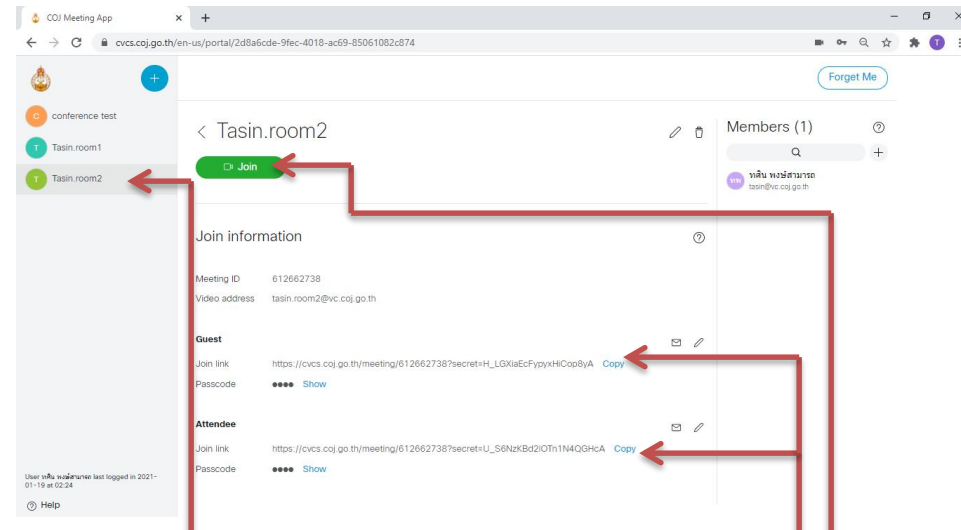 COJ Meeting App
cvcs.coj.go.th/en-us/portal/2d8a6cde-9fec-4018-ac69-85061082c874
T
Forget Me
C conference test
T Tasin.room1
T Tasin.room2
Tasin.room2
Join
Members (1)
ทพ ทสิน พงษ์สามารถ
tasin@vc.coj.go.th
Join information
Meeting ID 612662738
Video address tasin.room2@vc.coj.go.th
Guest
Join link https://cvcs.coj.go.th/meeting/612662738?secret=H_LGXiaEcFypyxHiCop8yA Copy
Passcode •••• Show
Attendee
Join link https://cvcs.coj.go.th/meeting/612662738?secret=U_S6NzKBd2IOTn1N4QGHcA Copy
Passcode •••• Show
User ทสิน พงษ์สามารถ last logged in 2021-
01-19 at 02:24
Help